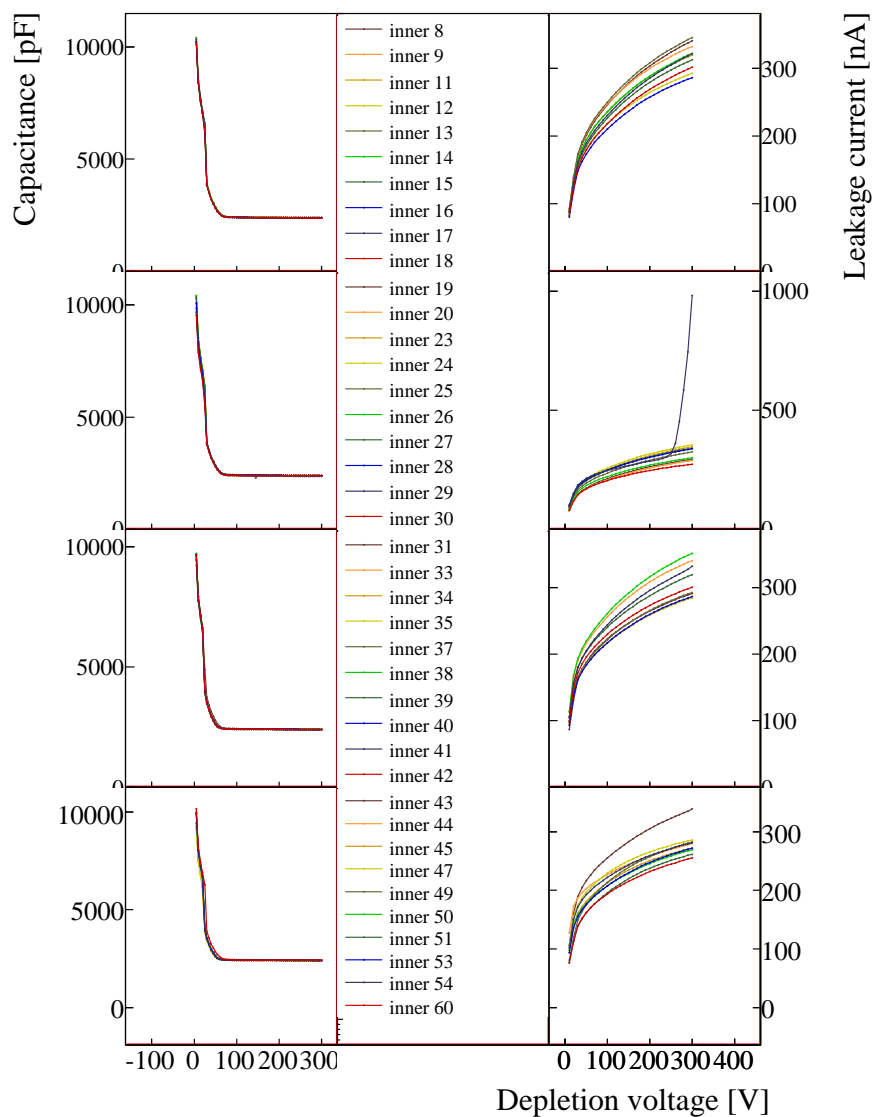 Capacitance [pF]
Leakage current [nA]
10000
5000
0
inner 8
inner 9
inner 11
inner 12
inner 13
inner 14
inner 15
inner 16
inner 17
inner 18
300
200
100
0
10000
5000
0
inner 19
inner 20
inner 23
inner 24
inner 25
inner 26
inner 27
inner 28
inner 29
inner 30
1000
500
0
10000
5000
0
inner 31
inner 33
inner 34
inner 35
inner 37
inner 38
inner 39
inner 40
inner 41
inner 42
300
200
100
0
10000
5000
0
inner 43
inner 44
inner 45
inner 47
inner 49
inner 50
inner 51
inner 53
inner 54
inner 60
300
200
100
0
-100 0 100 200 300
0 100 200 300 400
Depletion voltage [V]